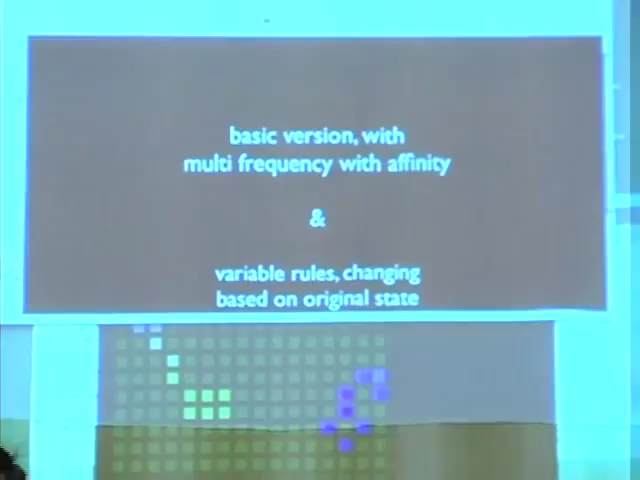 basic version, with
multi frequency with affinity
&
variable rules, changing
based on original state